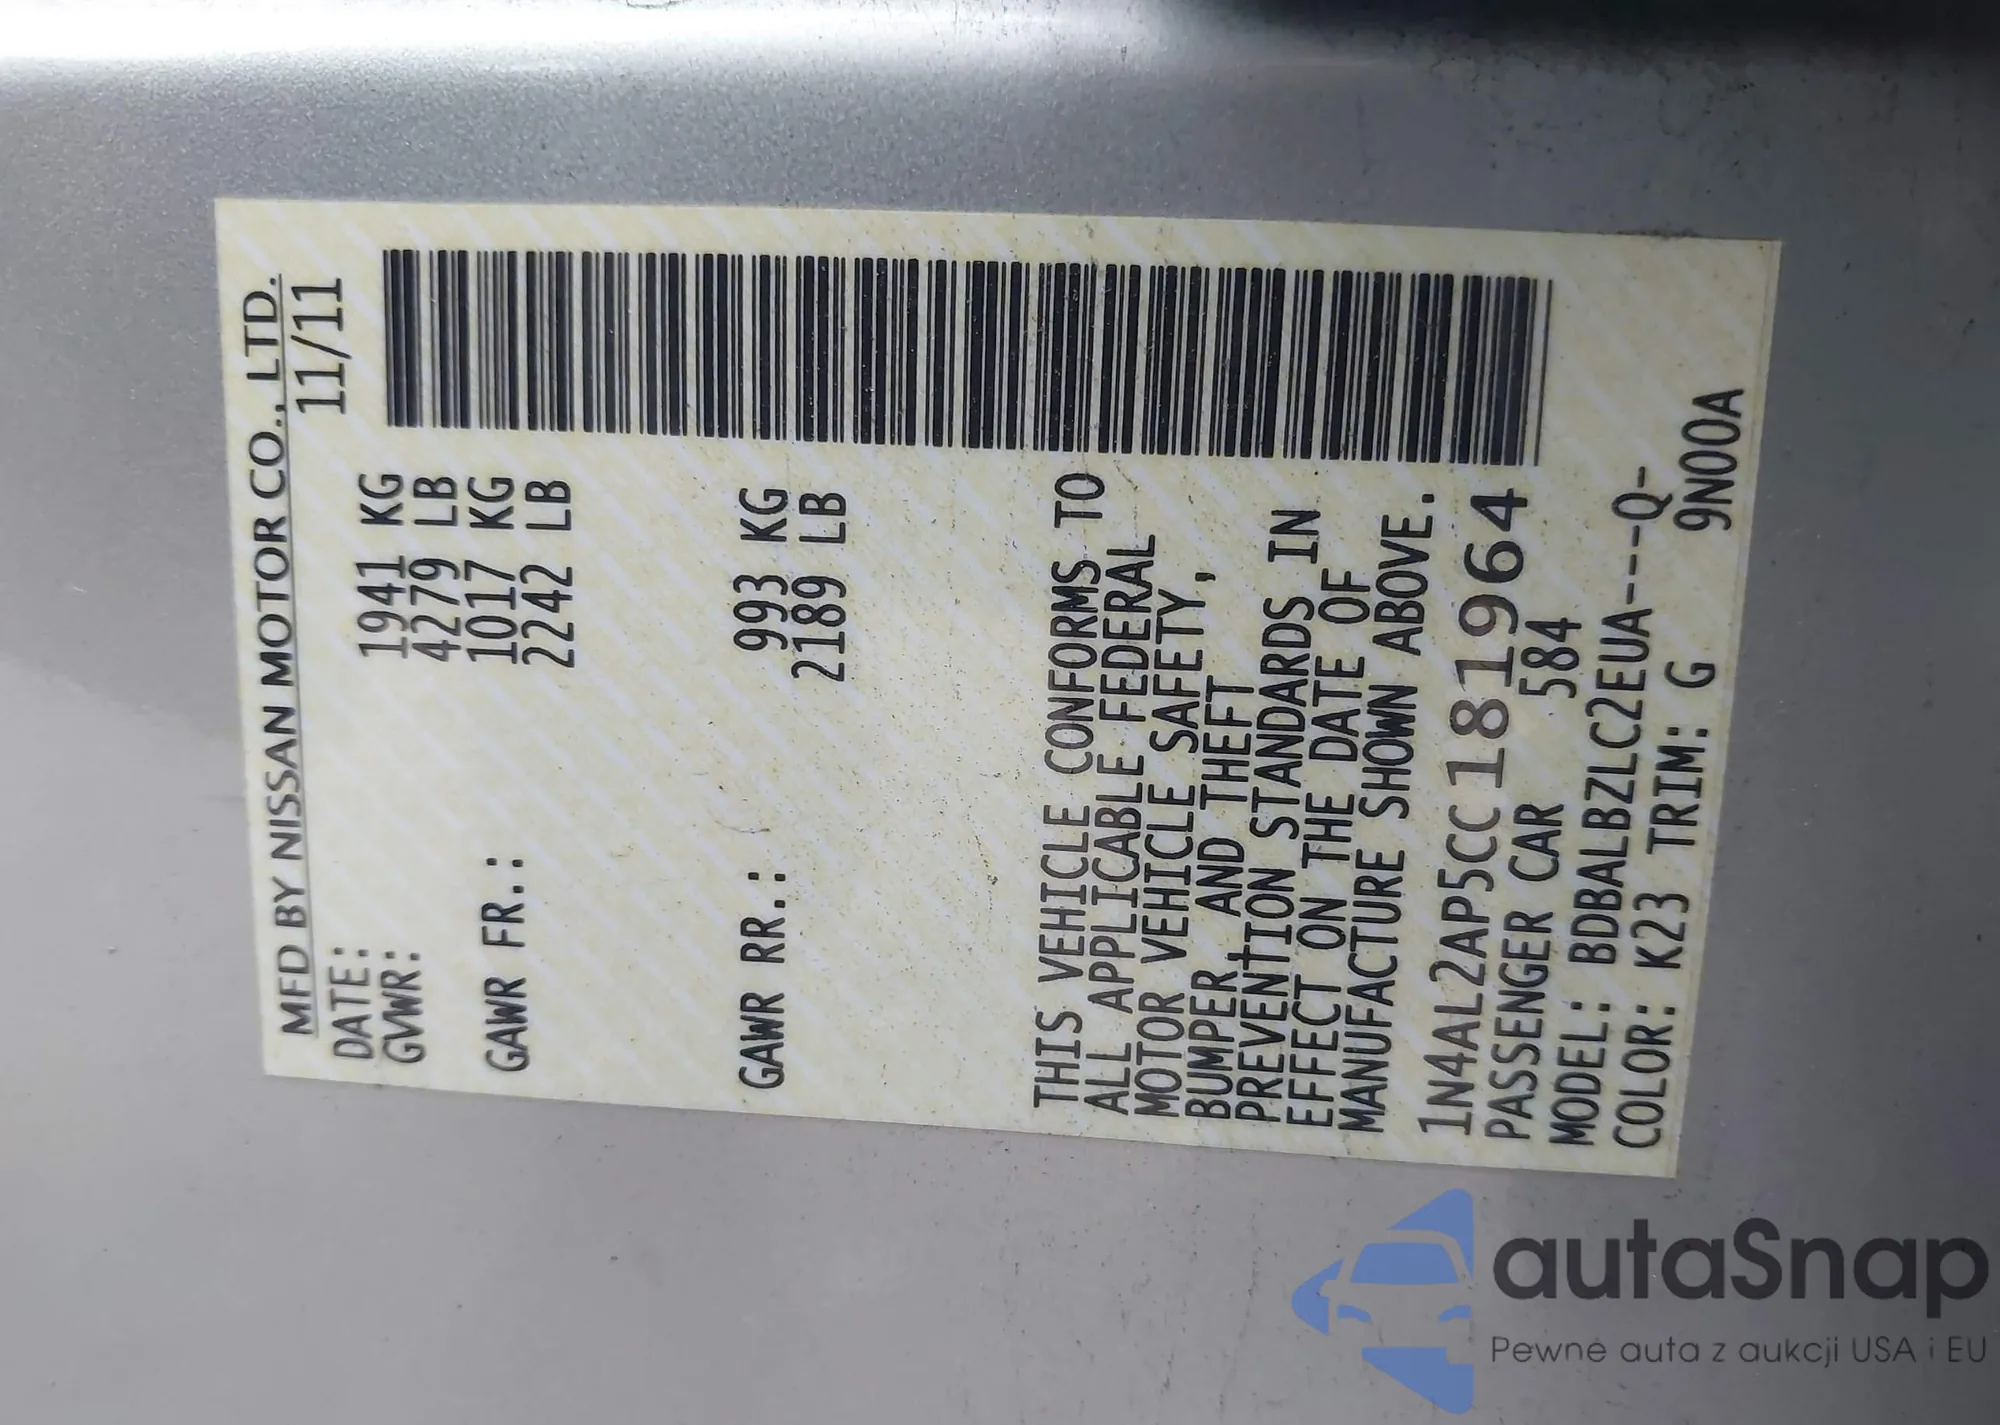 MFD BY NISSAN MOTOR CO., LTD.
DATE: 11/11
GVWR: 1941 KG
4279 LB
GAWR FR.: 1017 KG
2242 LB
GAWR RR.: 993 KG
2189 LB
THIS VEHICLE CONFORMS TO
ALL APPLICABLE FEDERAL
MOTOR VEHICLE SAFETY,
BUMPER, AND THEFT
PREVENTION STANDARDS IN
EFFECT ON THE DATE OF
MANUFACTURE SHOWN ABOVE.
1N4AL2AP5CC181964
PASSENGER CAR 584
MODEL: BDBALBZLC2EUA----Q-
COLOR: K23 TRIM: G 9N00A
autaSnap
Pewne auta z aukcji USA i EU